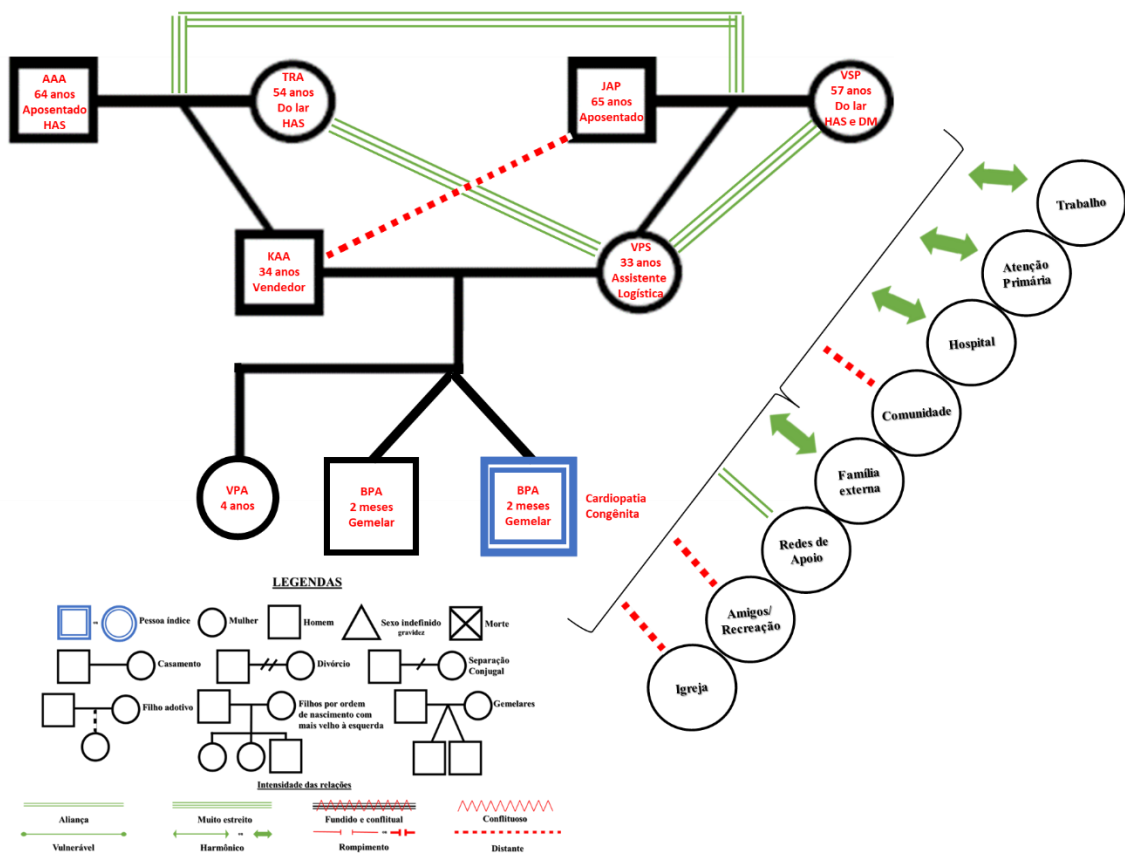 AAA
64 anos
Aposentado
HAS
TRA
54 anos
Do lar
HAS
JAP
65 anos
Aposentado
VSP
57 anos
Do lar
HAS e DM
KAA
34 anos
Vendedor
VPS
33 anos
Assistente
Logística
VPA
4 anos
BPA
2 meses
Gemelar
BPA
2 meses
Gemelar
Cardiopatia
Congênita
Trabalho
Atenção
Primária
Hospital
Comunidade
Família
externa
Redes de
Apoio
Amigos/
Recreação
Igreja
LEGENDAS
ou
Pessoa índice
Mulher
Homem
Sexo indefinido
gravidez
Morte
Casamento
Divórcio
Separação
Conjugal
Filho adotivo
Filhos por ordem
de nascimento com
mais velho à esquerda
Gemelares
Intensidade das relações
Aliança
Muito estreito
Fundido e conflitual
Conflituoso
ou
ou
Vulnerável
Harmônico
Rompimento
Distante